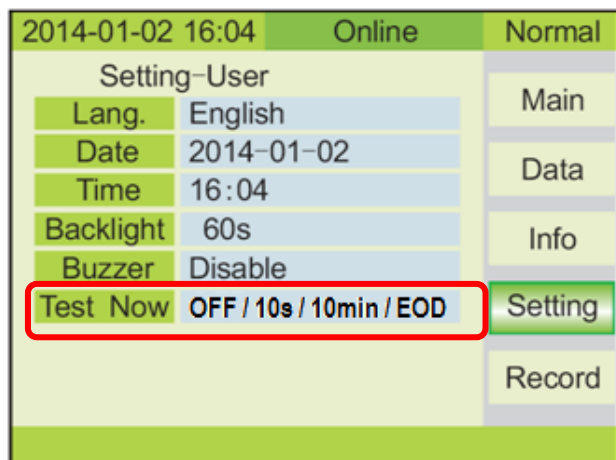 2014-01-02 16:04 Online Normal
Setting-User
Lang. English
Date 2014-01-02
Time 16:04
Backlight 60s
Buzzer Disable
Test Now OFF / 10s / 10min / EOD
Main
Data
Info
Setting
Record